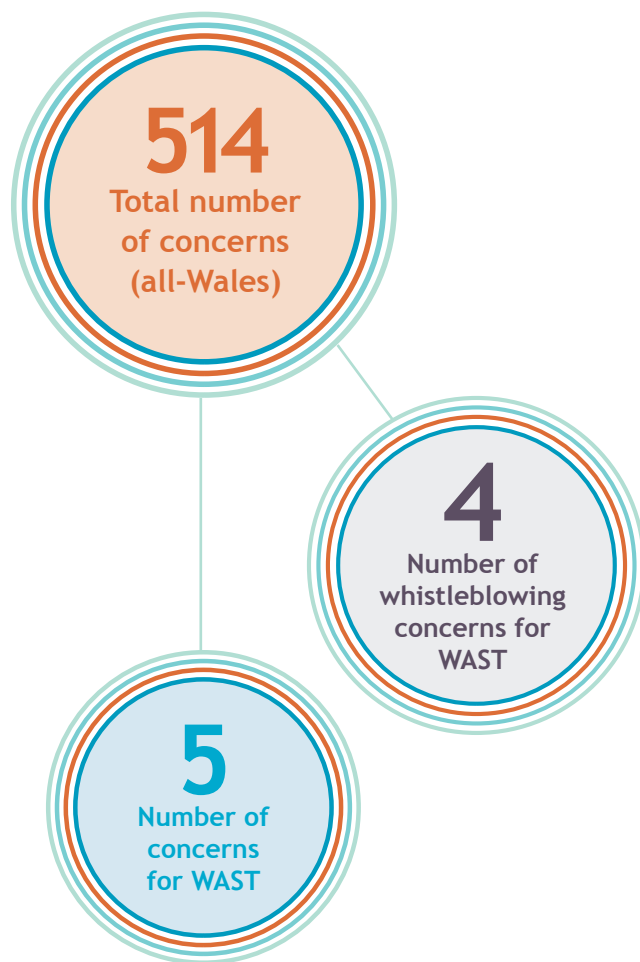 514
Total number
of concerns
(all-Wales)
4
Number of
whistleblowing
concerns for
WAST
5
Number of
concerns
for WAST